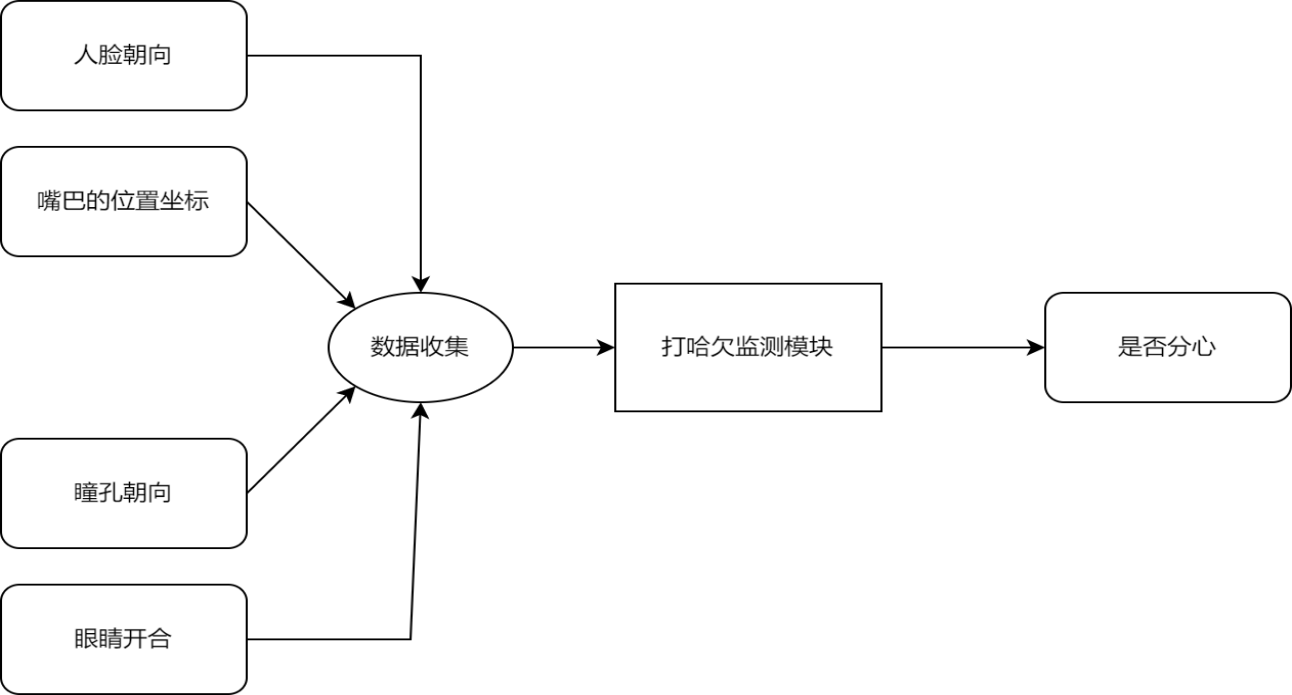 人脸朝向
嘴巴的位置坐标
数据收集
打哈欠监测模块
是否分心
瞳孔朝向
眼睛开合